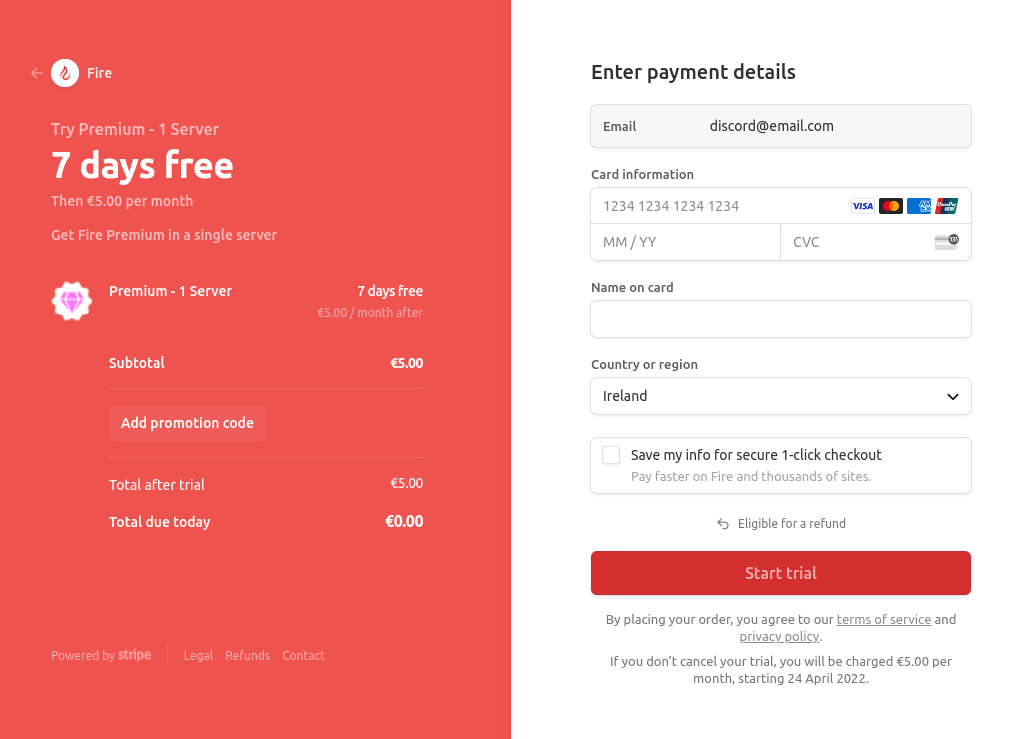 Fire
Try Premium - 1 Server
7 days free
Then €5.00 per month
Get Fire Premium in a single server
Premium - 1 Server 7 days free
€5.00 / month after
Subtotal €5.00
Add promotion code
Total after trial €5.00
Total due today €0.00
Powered by stripe Legal Refunds Contact
Enter payment details
Email discord@email.com
Card information
1234 1234 1234 1234 VISA
MM / YY CVC
Name on card
Country or region
Ireland
Save my info for secure 1-click checkout
Pay faster on Fire and thousands of sites.
Eligible for a refund
Start trial
By placing your order, you agree to our terms of service and
privacy policy.
If you don’t cancel your trial, you will be charged €5.00 per
month, starting 24 April 2022.